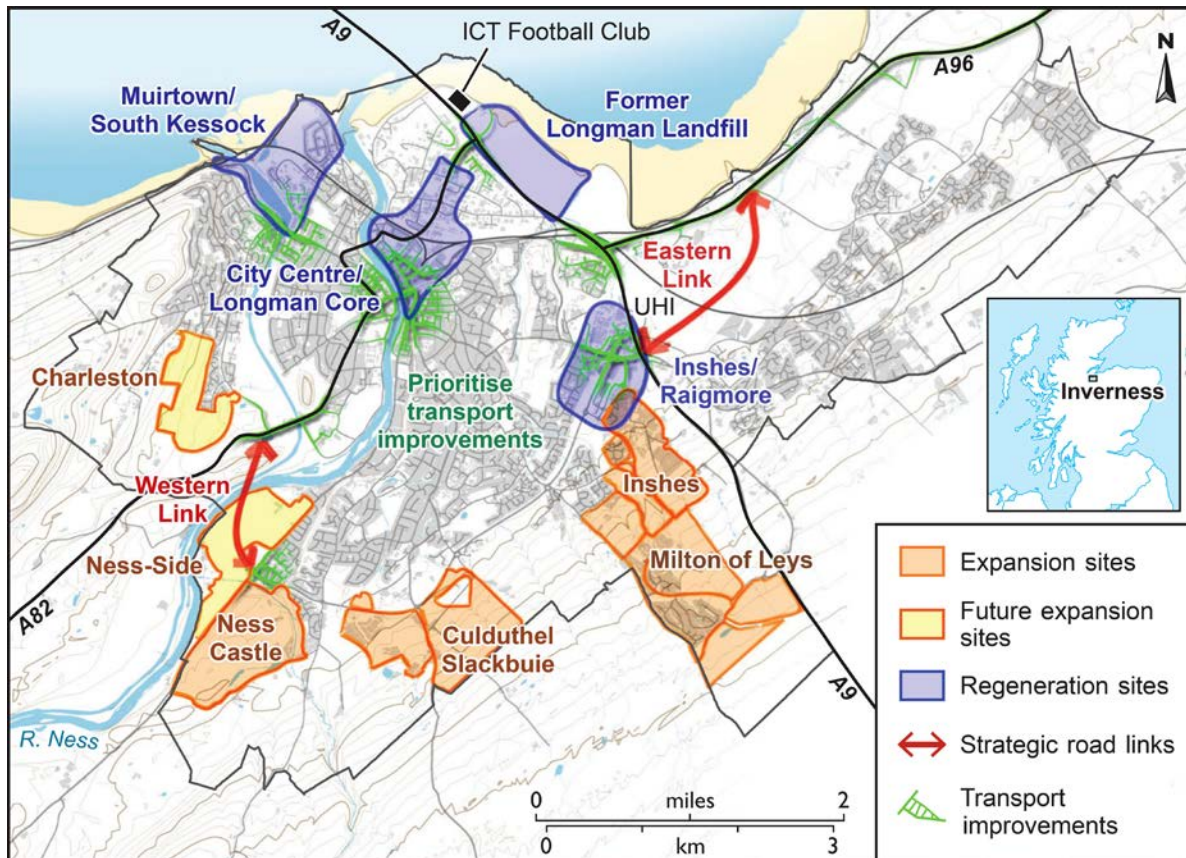 A9
ICT Football Club
A96
N
Muirtown/
South Kessock
Former
Longman Landfill
City Centre/
Longman Core
Eastern
Link
UHI
Charleston
Prioritise
transport
improvements
Inshes/
Raigmore
Inverness
Western
Link
Inshes
Ness-Side
Milton of Leys
A82
Ness
Castle
Culduthel
Slackbuie
A9
R. Ness
0 miles 2
0 km 3
Expansion sites
Future expansion
sites
Regeneration sites
Strategic road links
Transport
improvements